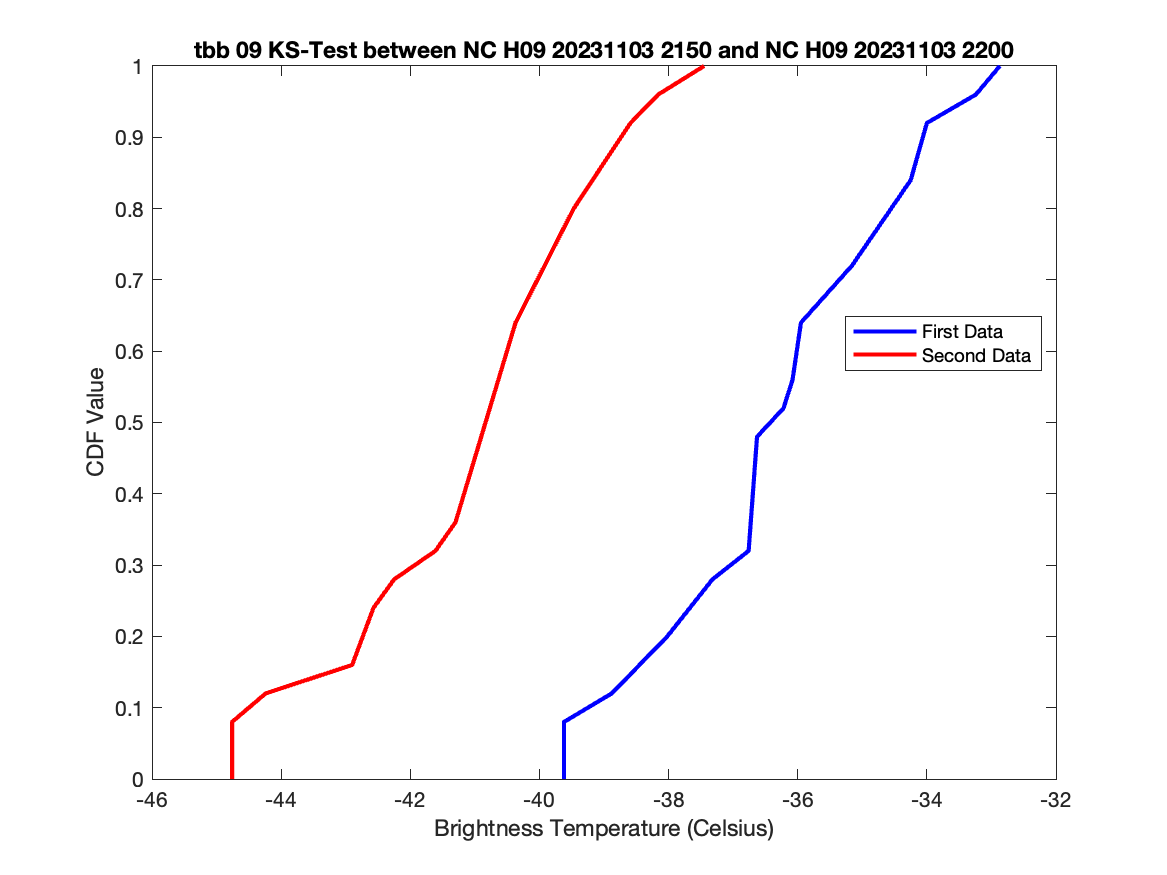 tbb 09 KS-Test between NC H09 20231103 2150 and NC H09 20231103 2200
1
0.9
0.8
0.7
0.6
0.5
0.4
0.3
0.2
0.1
0
CDF Value
First Data
Second Data
-46 -44 -42 -40 -38 -36 -34 -32
Brightness Temperature (Celsius)